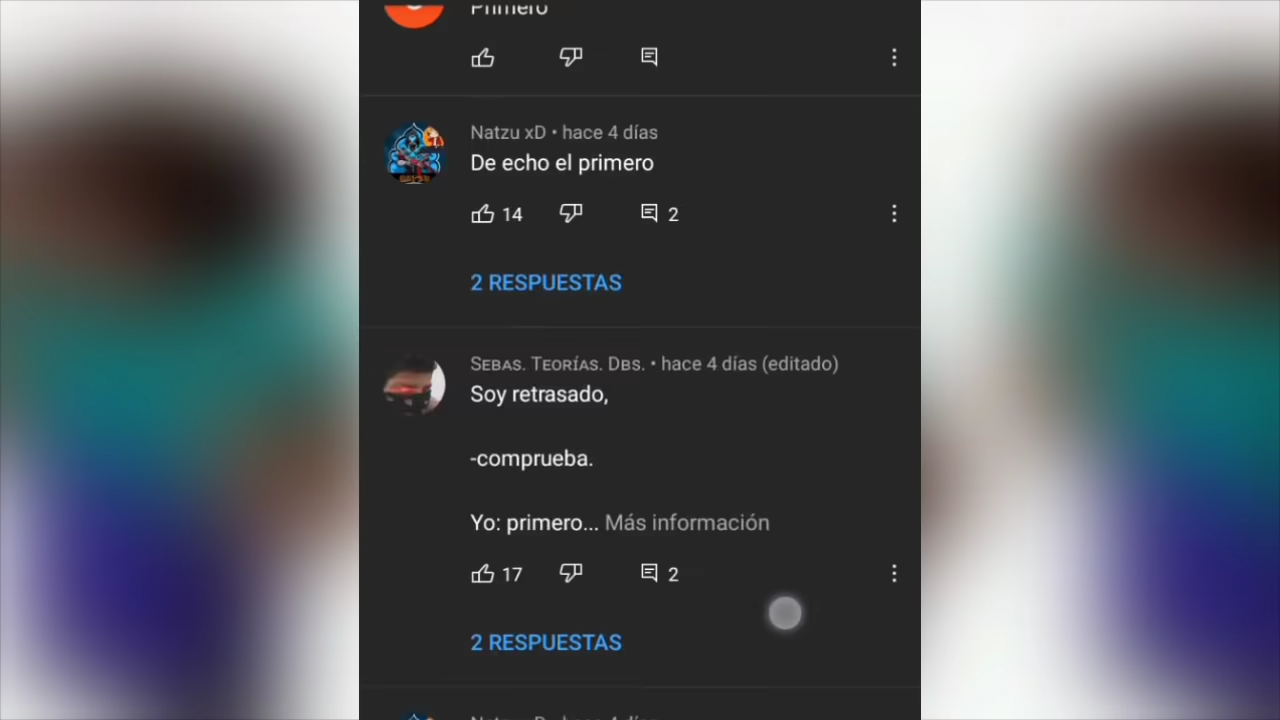 Primero
Natzu xD • hace 4 días
De echo el primero
14
2
2 RESPUESTAS
Sebas. Teorías. Dbs. • hace 4 días (editado)
Soy retrasado,
-comprueba.
Yo: primero... Más información
17
2
2 RESPUESTAS